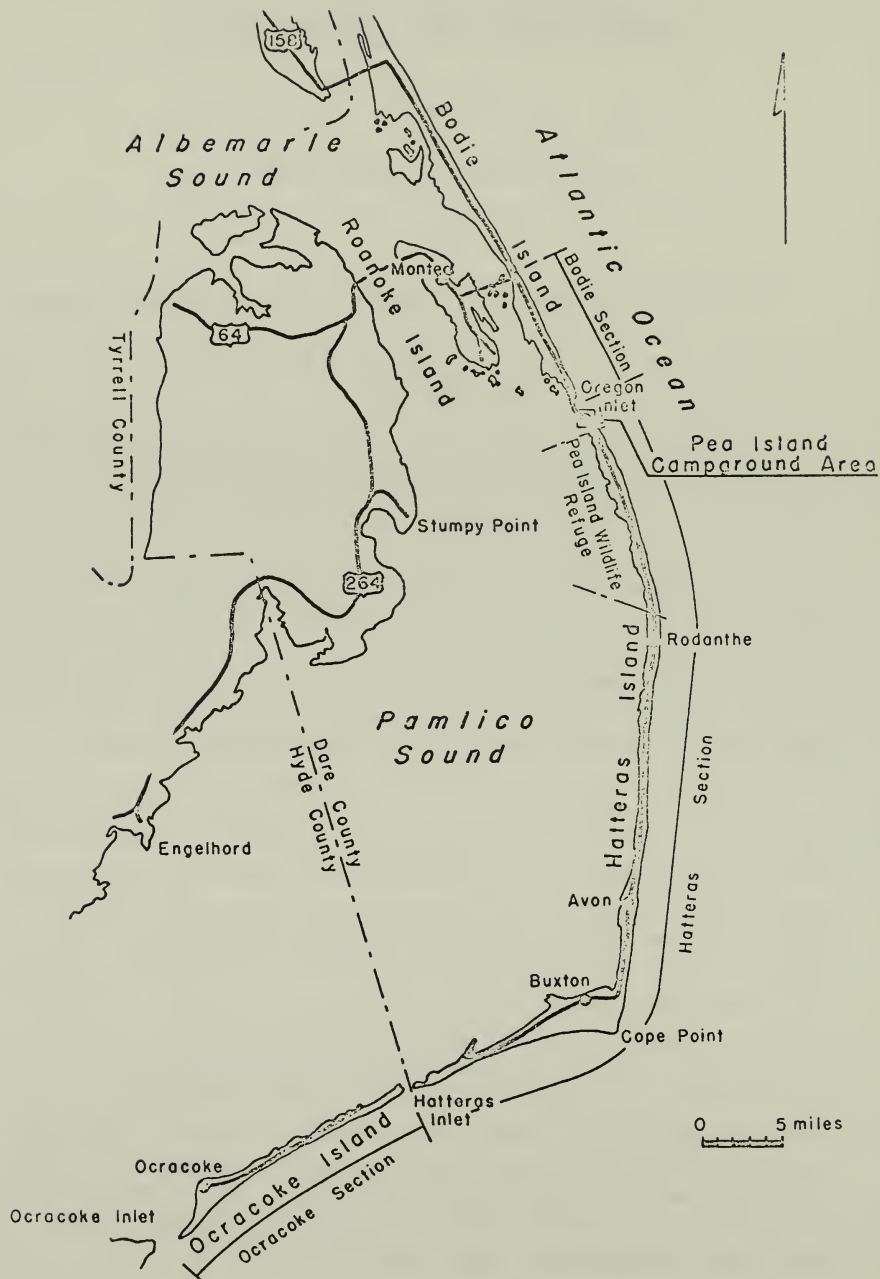 158
Albemarle
Sound
Bodie
Island
Atlantic Ocean
Roanoke Island
Manteo
Bodie Section
Oregon
Inlet
64
Tyrrell County
Pea Island
Campground Area
Pea Island Wildlife
Refuge
Stumpy Point
264
Rodanthe
Hatteras Island
Pamlico
Sound
Hatteras Section
Dare County
Hyde County
Engelhard
Avon
Buxton
Cape Point
Hatteras
Inlet
0 5 miles
Ocracoke
Ocracoke Island
Ocracoke Section
Ocracoke Inlet